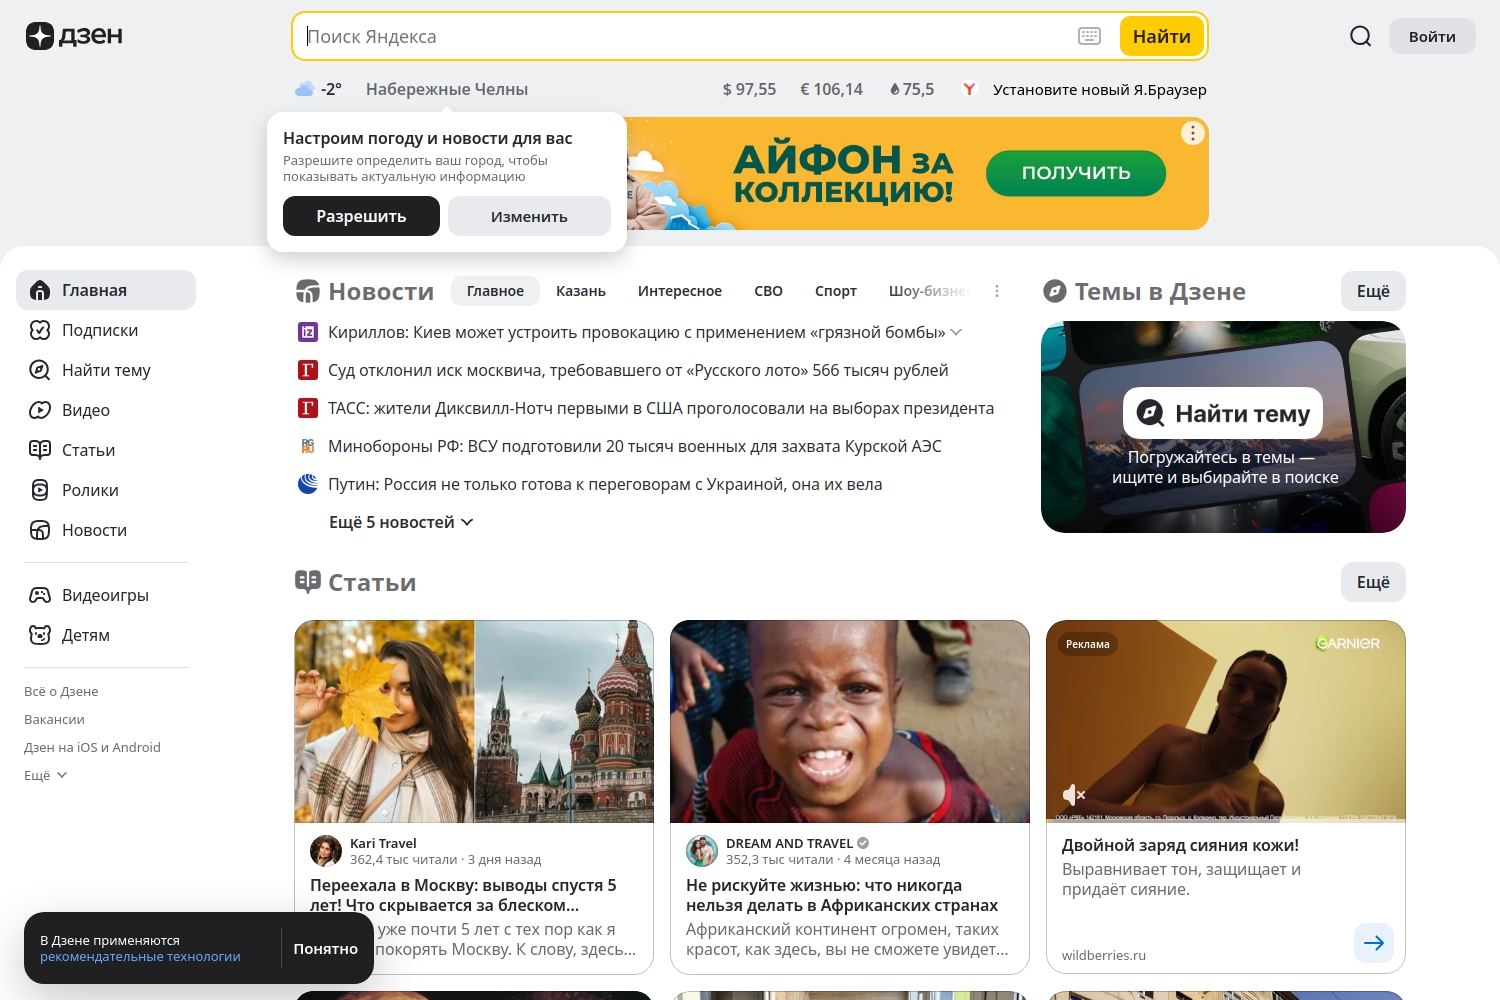 дзен
Поиск Яндекса
Найти
Войти
-2°
Набережные Челны
$ 97,55
€ 106,14
75,5
Установите новый Я.Браузер
Настроим погоду и новости для вас
Разрешите определить ваш город, чтобы
показывать актуальную информацию
Разрешить
Изменить
АЙФОН ЗА
КОЛЛЕКЦИЮ!
ПОЛУЧИТЬ
Главная
Подписки
Найти тему
Видео
Статьи
Ролики
Новости
Видеоигры
Детям
Всё о Дзене
Вакансии
Дзен на iOS и Android
Ещё
Новости
Главное
Казань
Интересное
СВО
Спорт
Шоу-бизне
Кириллов: Киев может устроить провокацию с применением «грязной бомбы»
Суд отклонил иск москвича, требовавшего от «Русского лото» 566 тысяч рублей
ТАСС: жители Диксвилл-Нотч первыми в США проголосовали на выборах президента
Минобороны РФ: ВСУ подготовили 20 тысяч военных для захвата Курской АЭС
Путин: Россия не только готова к переговорам с Украиной, она их вела
Ещё 5 новостей
Темы в Дзене
Ещё
Найти тему
Погружайтесь в темы —
ищите и выбирайте в поиске
Статьи
Ещё
Kari Travel
362,4 тыс читали · 3 дня назад
Переехала в Москву: выводы спустя 5
лет! Что скрывается за блеском...
уже почти 5 лет с тех пор как я
покорять Москву. К слову, здесь...
DREAM AND TRAVEL
352,3 тыс читали · 4 месяца назад
Не рискуйте жизнью: что никогда
нельзя делать в Африканских странах
Африканский континент огромен, таких
красот, как здесь, вы не сможете увидет...
Реклама
GARNIER
Двойной заряд сияния кожи!
Выравнивает тон, защищает и
придаёт сияние.
wildberries.ru
В Дзене применяются
рекомендательные технологии
Понятно